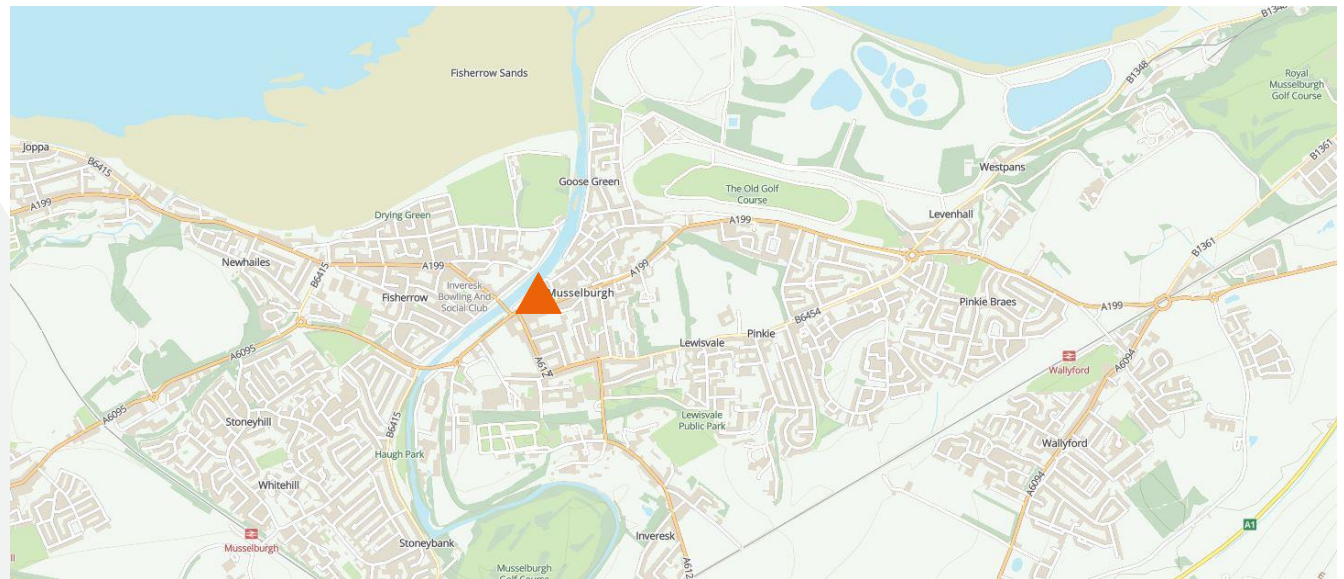 B1348
Fisherrow Sands
B1348
Royal
Musselburgh
Golf Course
Joppa
B6415
B1361
Westpans
Goose Green
The Old Golf
Course
A199
Drying Green
Levenhall
A199
B1361
Newhailes
A199
B6415
A199
Inveresk
Bowling And
Social Club
Fisherrow
Musselburgh
Pinkie Braes
A199
B6454
Pinkie
Lewisvale
A6095
A612
Wallyford
A6094
A6095
B6415
Stoneyhill
Lewisvale
Public Park
Haugh Park
Wallyford
Whitehill
A6094
A1
Musselburgh
Stoneybank
Inveresk
Musselburgh
Golf Course
A612